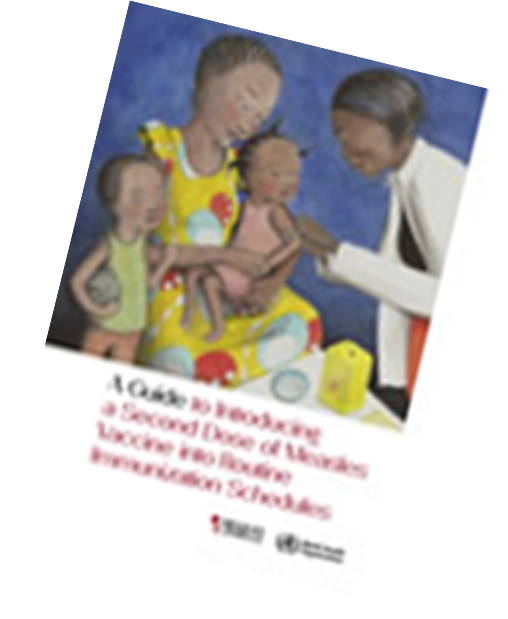 A Guide to Introducing
a Second Dose of Measles
Vaccine into Routine
Immunization Schedules